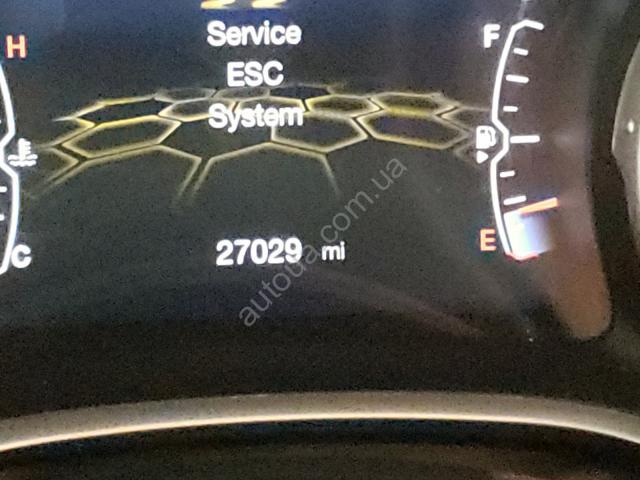 H
F
Service
ESC
System
27029 mi
E
C
autoua.com.ua